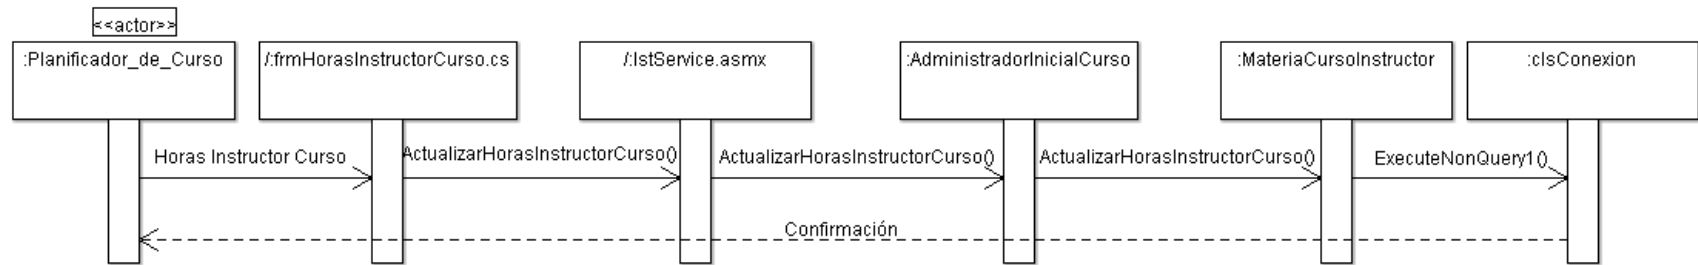 <<actor>>
:Planificador_de_Curso
/:frmHorasInstructorCurso.cs
/:IstService.asmx
:AdministradorInicialCurso
:MateriaCursoInstructor
:clsConexion
Horas Instructor Curso
ActualizarHorasInstructorCurso()
ActualizarHorasInstructorCurso()
ActualizarHorasInstructorCurso()
ExecuteNonQuery1()
Confirmación